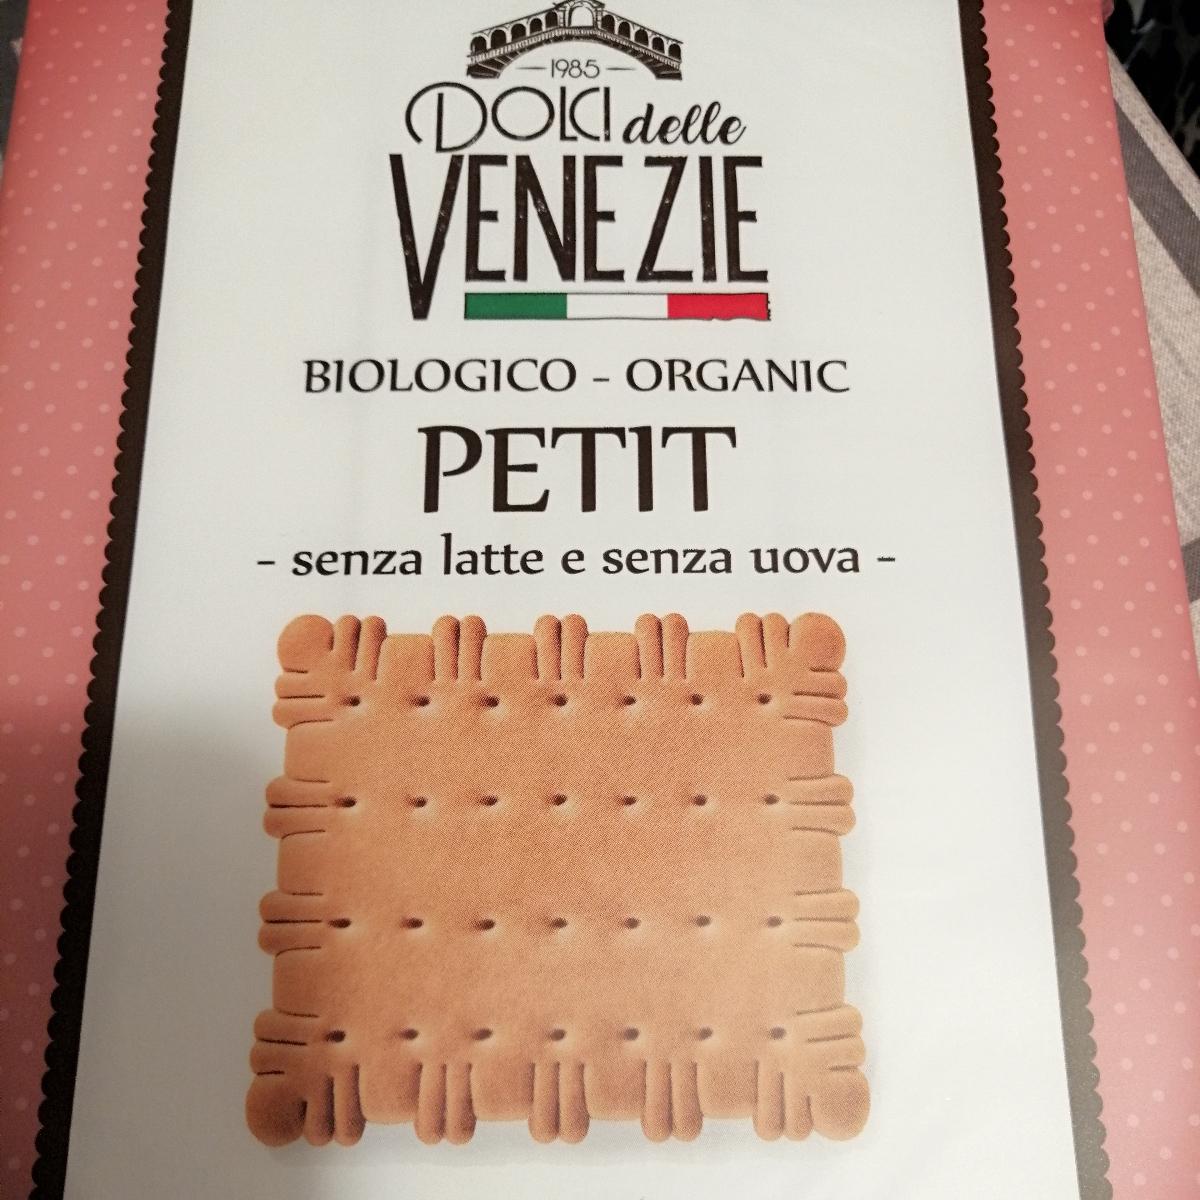 1985
DOLCI delle
VENEZIE
BIOLOGICO - ORGANIC
PETIT
- senza latte e senza uova -